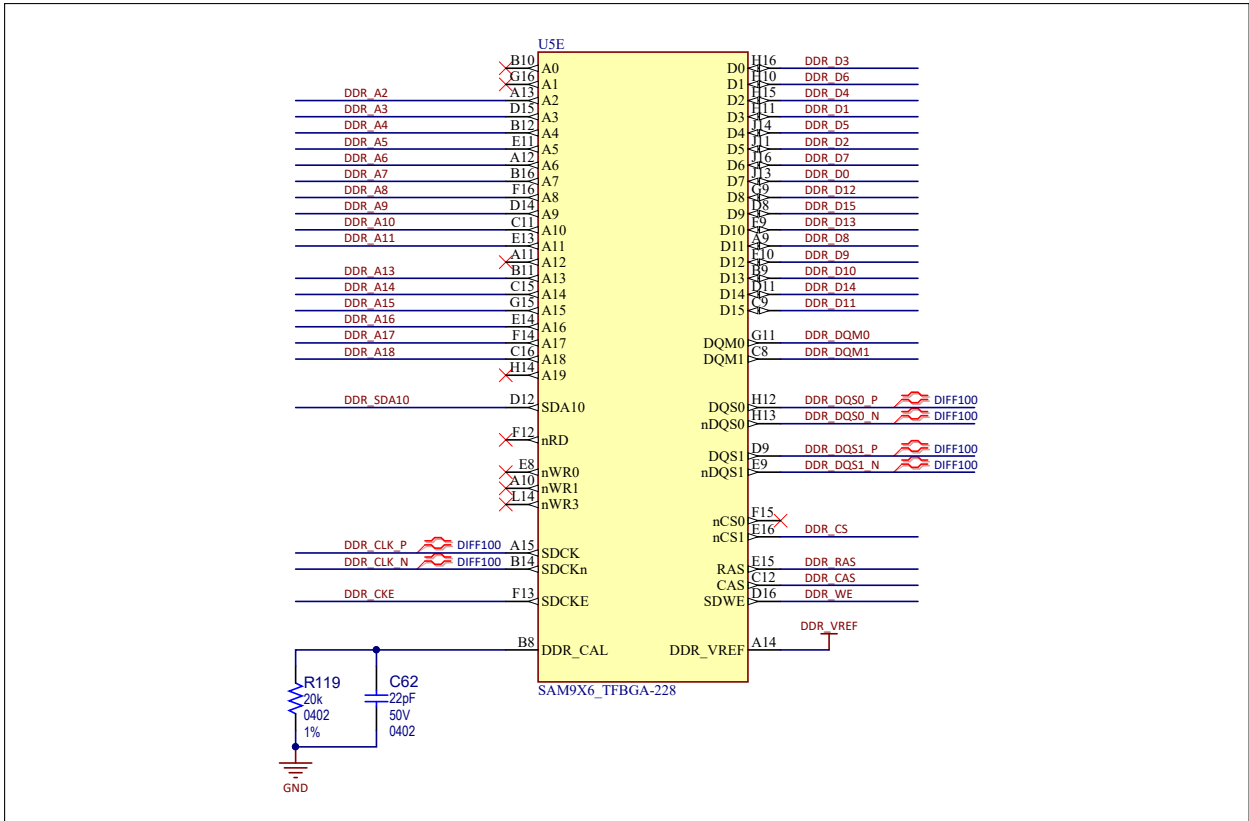 U5E
B10 A0 D0 H16 DDR_D3
G16 A1 D1 H10 DDR_D6
DDR_A2 A13 A2 D2 H15 DDR_D4
DDR_A3 D15 A3 D3 H11 DDR_D1
DDR_A4 B12 A4 D4 J14 DDR_D5
DDR_A5 E11 A5 D5 J11 DDR_D2
DDR_A6 A12 A6 D6 J16 DDR_D7
DDR_A7 B16 A7 D7 J13 DDR_D0
DDR_A8 F16 A8 D8 G9 DDR_D12
DDR_A9 D14 A9 D9 D8 DDR_D15
DDR_A10 C11 A10 D10 F9 DDR_D13
DDR_A11 E13 A11 D11 A9 DDR_D8
A11 A12 D12 F10 DDR_D9
DDR_A13 B11 A13 D13 B9 DDR_D10
DDR_A14 C15 A14 D14 D11 DDR_D14
DDR_A15 G15 A15 D15 C9 DDR_D11
DDR_A16 E14 A16
DDR_A17 F14 A17 DQM0 G11 DDR_DQM0
DDR_A18 C16 A18 DQM1 C8 DDR_DQM1
H14 A19
DDR_SDA10 D12 SDA10 DQS0 H12 DDR_DQS0_P DIFF100
nDQS0 H13 DDR_DQS0_N DIFF100
F12 nRD
DQS1 D9 DDR_DQS1_P DIFF100
E8 nWR0 nDQS1 E9 DDR_DQS1_N DIFF100
A10 nWR1
L14 nWR3
nCS0 F15
nCS1 E16 DDR_CS
DDR_CLK_P DIFF100 A15 SDCK
DDR_CLK_N DIFF100 B14 SDCKn RAS E15 DDR_RAS
CAS C12 DDR_CAS
DDR_CKE F13 SDCKE SDWE D16 DDR_WE
DDR_VREF
B8 DDR_CAL DDR_VREF A14
SAM9X6_TFBGA-228
R119
20k
0402
1%
C62
22pF
50V
0402
GND